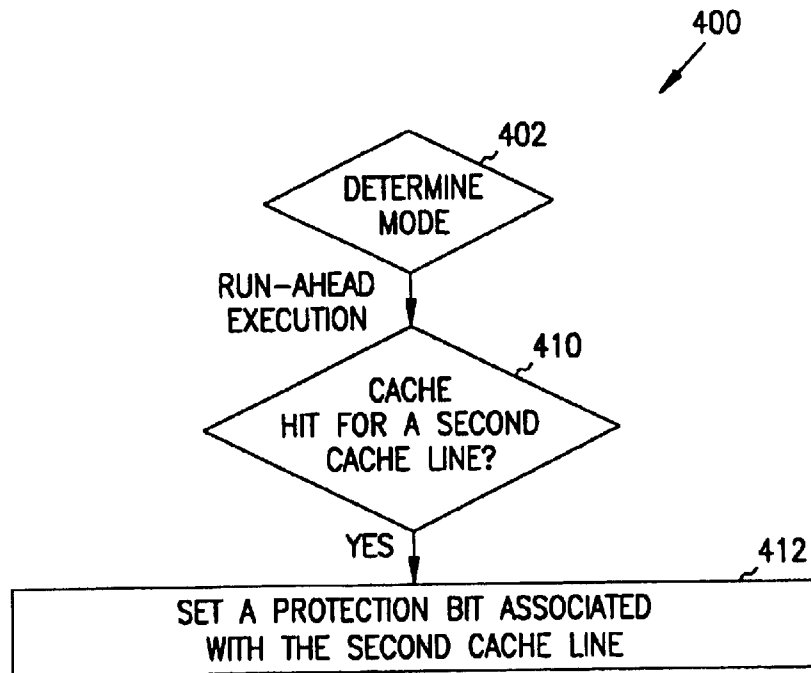 400
402
DETERMINE
MODE
RUN-AHEAD
EXECUTION
410
CACHE
HIT FOR A SECOND
CACHE LINE?
YES
412
SET A PROTECTION BIT ASSOCIATED
WITH THE SECOND CACHE LINE